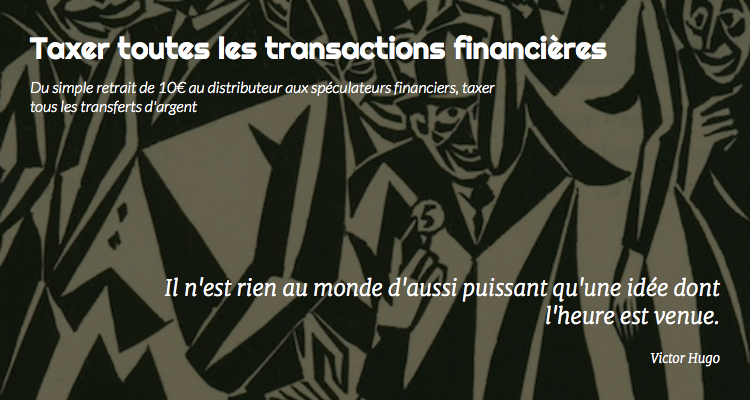 Taxer toutes les transactions financières
Du simple retrait de 10€ au distributeur aux spéculateurs financiers, taxer
tous les transferts d'argent
5
Il n'est rien au monde d'aussi puissant qu'une idée dont
l'heure est venue.
Victor Hugo